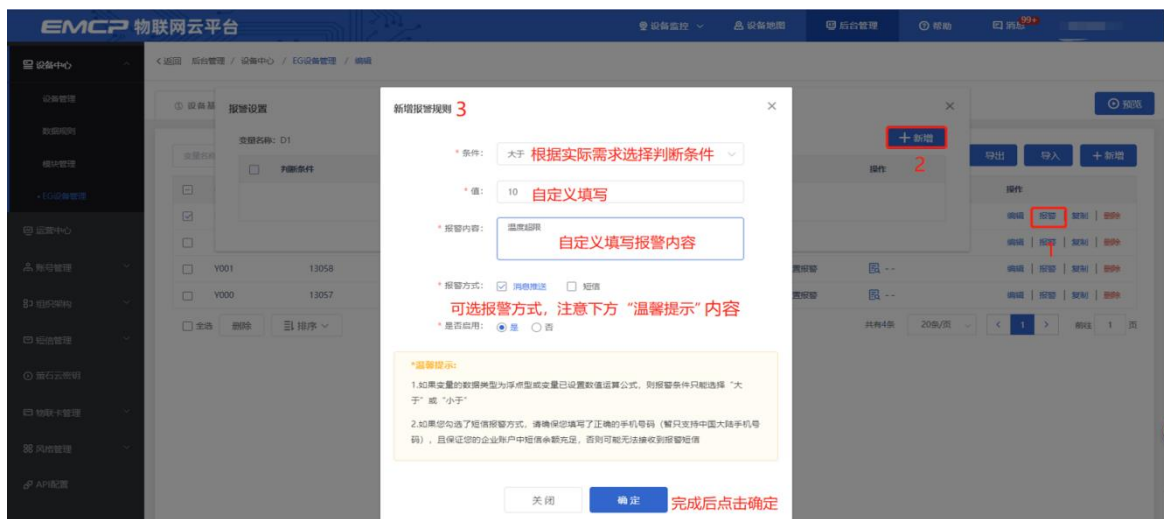 EMCP 物联网云平台
设备监控
设备地图
后台管理
帮助
消息
99+
设备中心
设备管理
数据规则
模块管理
EG设备管理
运营中心
账号管理
组织架构
短信管理
萤石云密钥
物联卡管理
风格管理
API配置
<返回 后台管理 / 设备中心 / EG设备管理 / 编辑
① 设备基
预览
报警设置
×
变量名称: D1
+ 新增
2
判断条件
操作
变量名称
导出
导入
+ 新增
操作
编辑 | 报警 | 复制 | 删除
1
编辑 | 报警 | 复制 | 删除
Y001 13058
置报警
--
编辑 | 报警 | 复制 | 删除
Y000 13057
置报警
--
编辑 | 报警 | 复制 | 删除
全选 删除 排序
共有4条 20条/页 < 1 > 前往 1 页
新增报警规则 3
×
* 条件: 大于 根据实际需求选择判断条件
* 值: 10 自定义填写
* 报警内容: 温度超限
自定义填写报警内容
* 报警方式: 消息推送 短信
可选报警方式，注意下方“温馨提示”内容
* 是否启用: 是 否
*温馨提示:
1.如果变量的数据类型为浮点型或变量已设置数值运算公式，则报警条件只能选择“大
于”或“小于”
2.如果您勾选了短信报警方式，请确保您填写了正确的手机号码（暂只支持中国大陆手机号
码），且保证您的企业账户中短信余额充足，否则可能无法接收到报警短信
关闭
确定
完成后点击确定